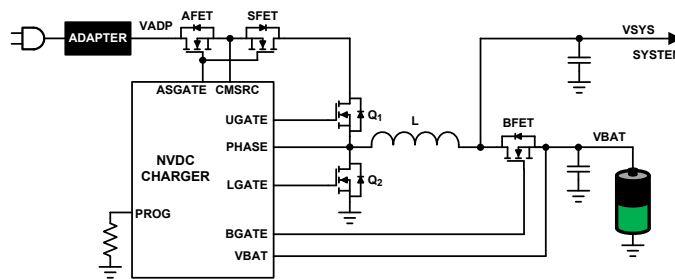 VADP
AFET
SFET
VSYS
ADAPTER
SYSTEM
ASGATE
CMSRC
UGATE
Q1
L
BFET
VBAT
NVDC
CHARGER
PHASE
LGATE
Q2
PROG
BGATE
VBAT